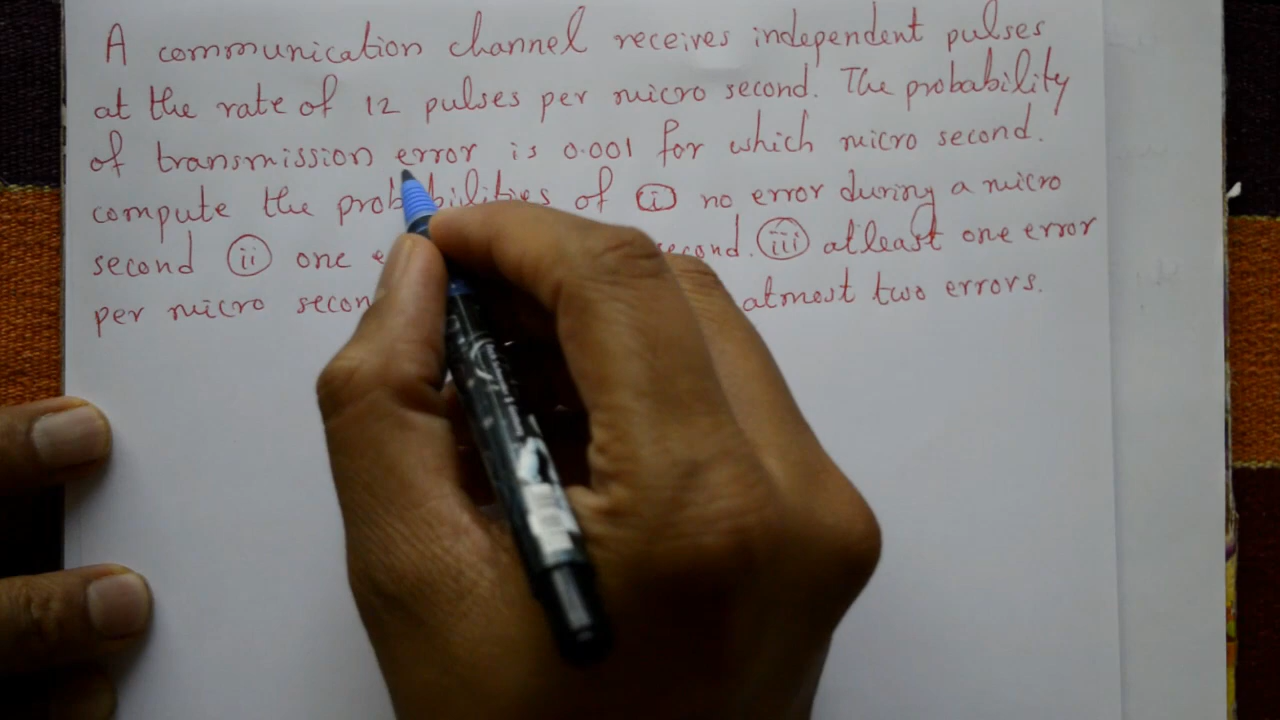 A communication channel receives independent pulses
at the rate of 12 pulses per micro second. The probability
of transmission error is 0.001 for which micro second.
compute the probabilities of (i) no error during a micro
second (ii) one second. (iii) atleast one error
per micro secon atmost two errors.